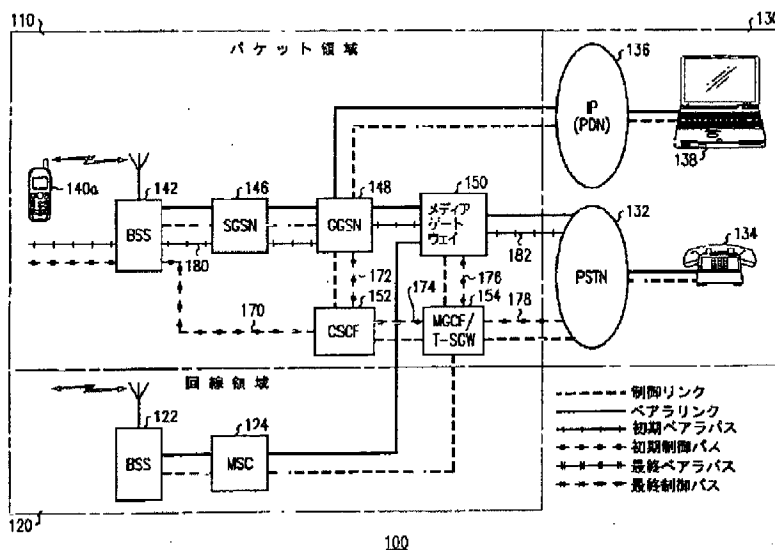 110
130
パケット領域
136
IP
(PDN)
138
140a
142
146
148
150
132
134
BSS
SGSN
GGSN
メディア
ゲート
ウェイ
PSTN
180
182
172
176
152
154
174
178
170
CSCF
MGCF/
T-SGW
回線領域
122
124
BSS
MSC
制御リンク
ベアラリンク
初期ベアラパス
初期制御パス
最終ベアラパス
最終制御パス
120
100